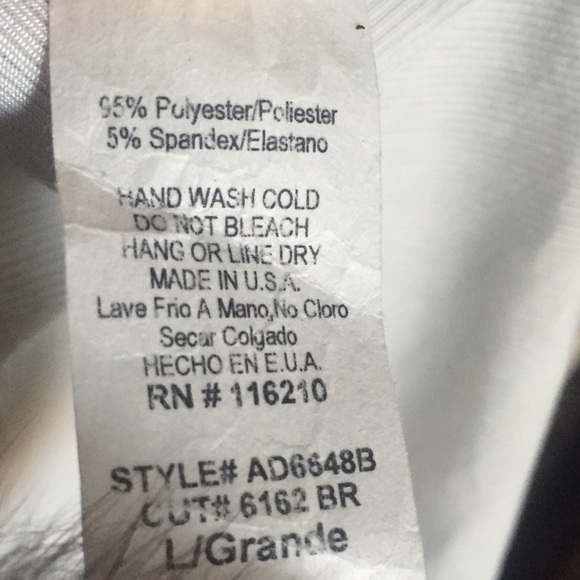 95% Polyester/Poliester
5% Spandex/Elastano
HAND WASH COLD
DO NOT BLEACH
HANG OR LINE DRY
MADE IN U.S.A.
Lave Frio A Mano,No Cloro
Secar Colgado
HECHO EN E.U.A.
RN # 116210
STYLE# AD6648B
CUT# 6162 BR
L/Grande